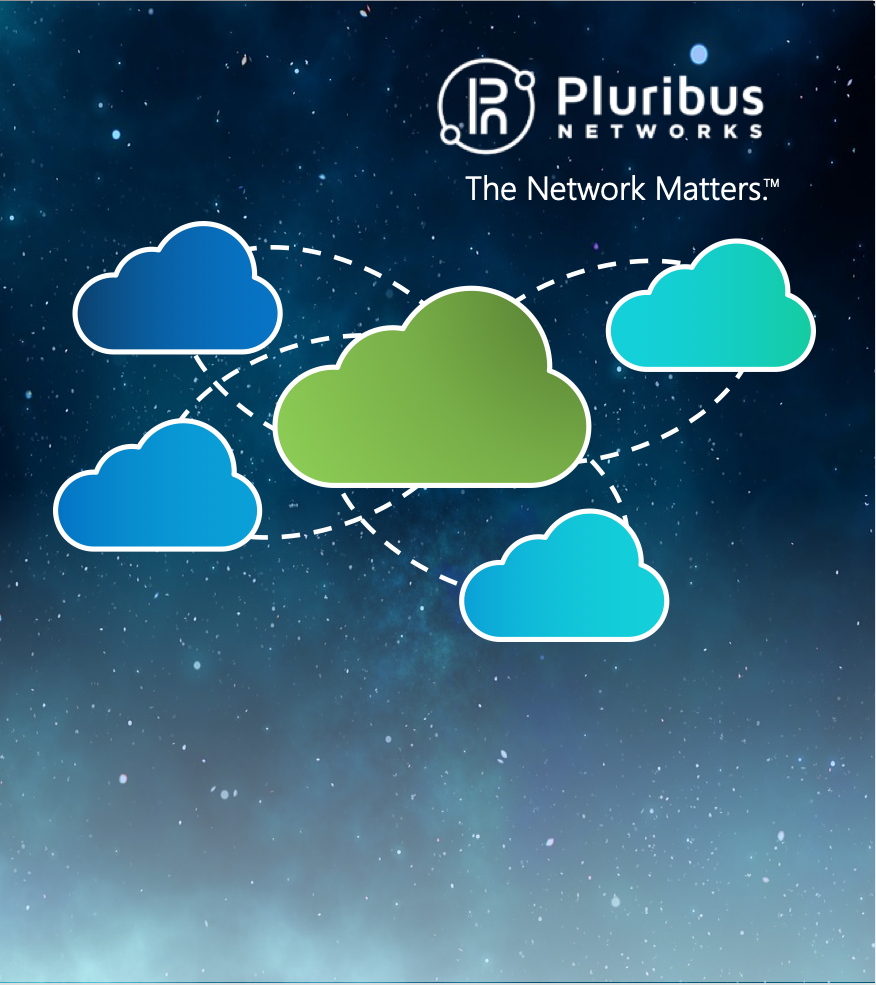 Pluribus
NETWORKS
The Network Matters.™